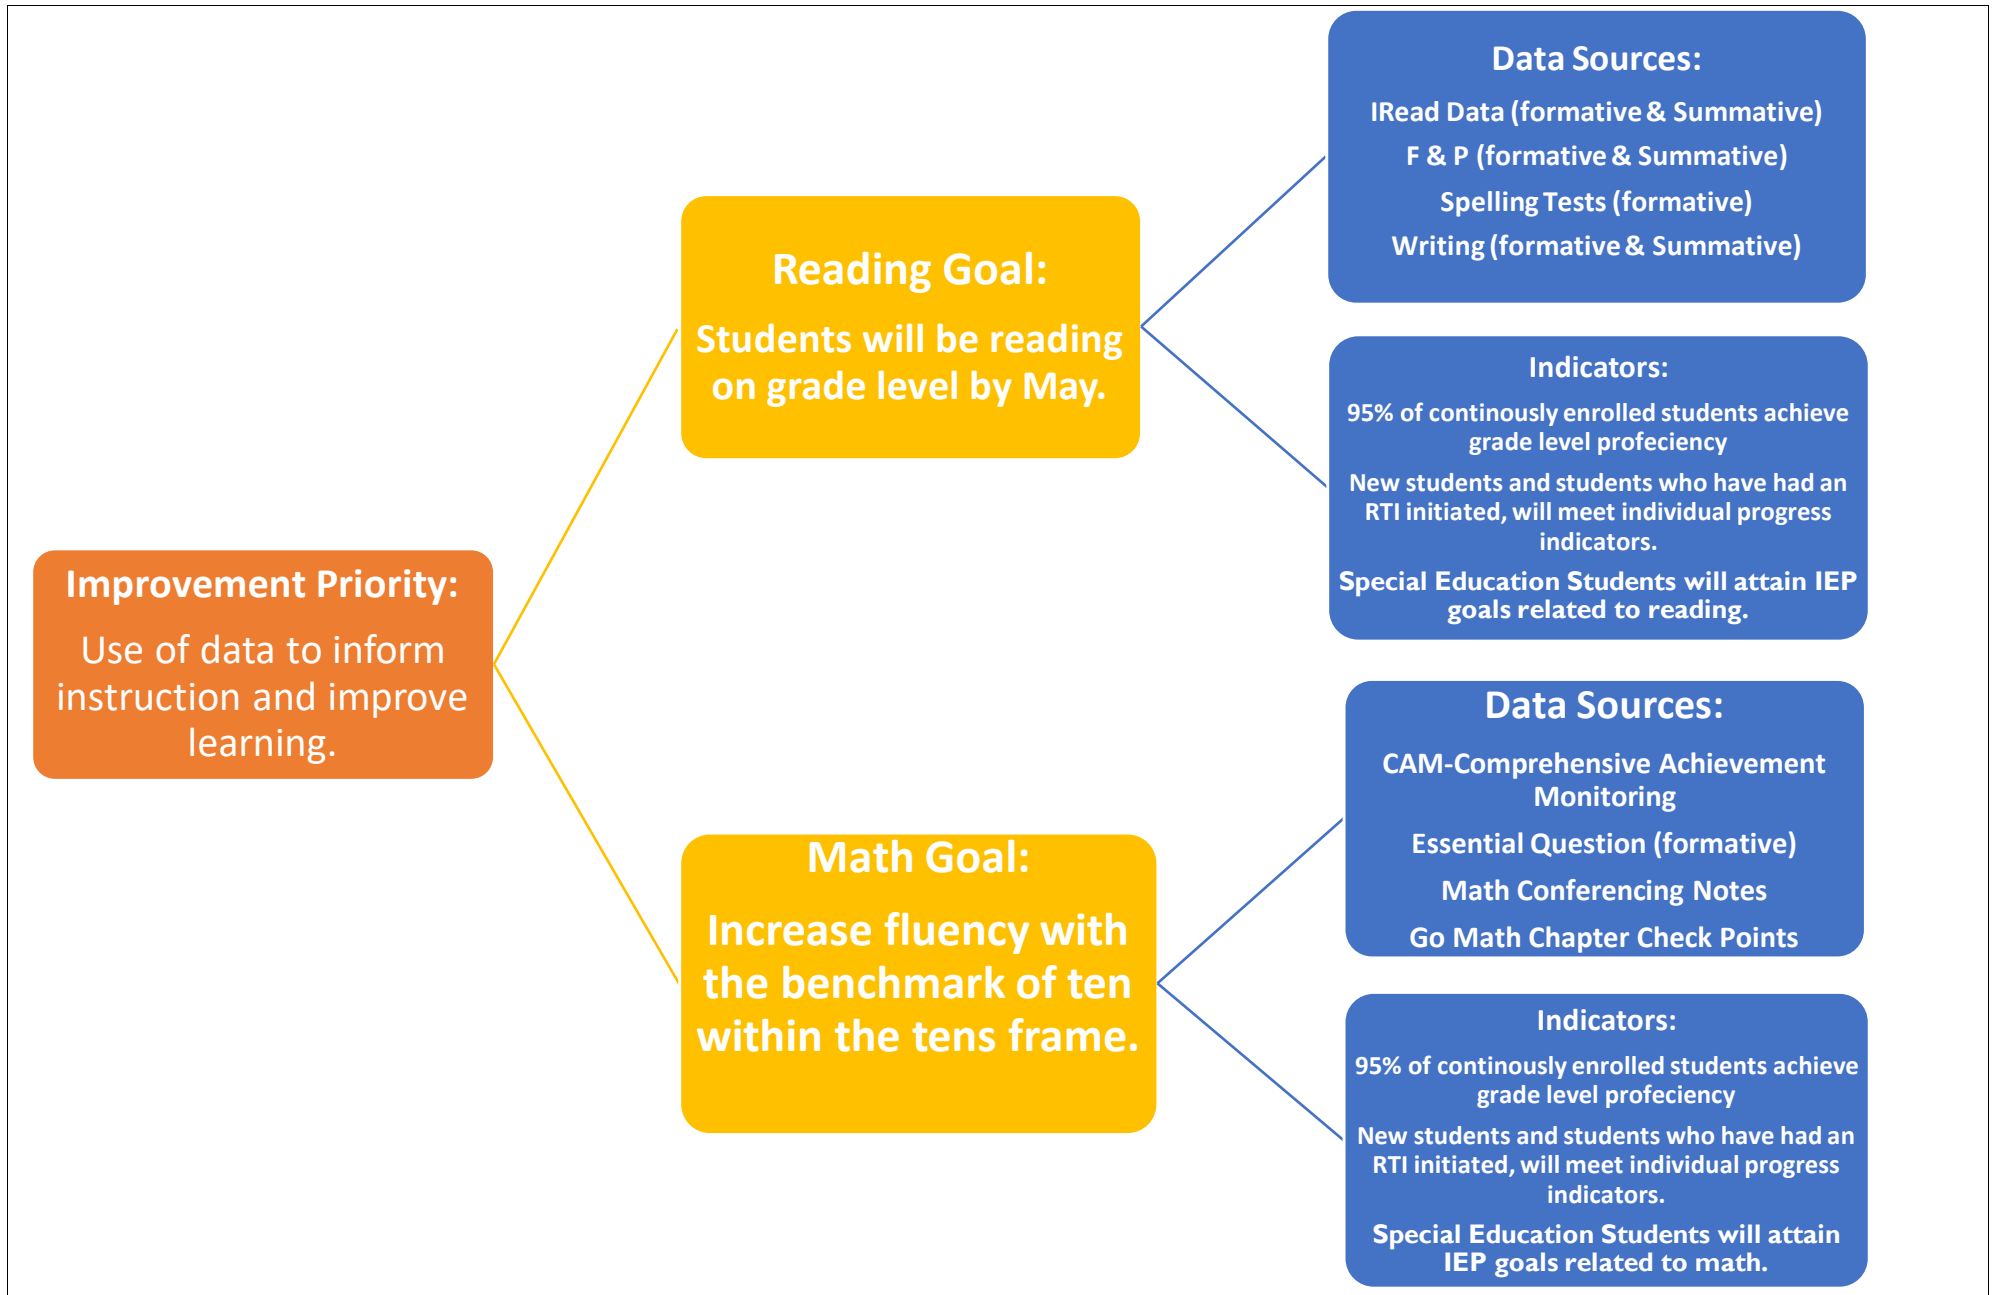 Improvement Priority:
Use of data to inform
instruction and improve
learning.
Reading Goal:
Students will be reading
on grade level by May.
Data Sources:
IRead Data (formative & Summative)
F & P (formative & Summative)
Spelling Tests (formative)
Writing (formative & Summative)
Indicators:
95% of continously enrolled students achieve
grade level profeciency
New students and students who have had an
RTI initiated, will meet individual progress
indicators.
Special Education Students will attain IEP
goals related to reading.
Math Goal:
Increase fluency with
the benchmark of ten
within the tens frame.
Data Sources:
CAM-Comprehensive Achievement
Monitoring
Essential Question (formative)
Math Conferencing Notes
Go Math Chapter Check Points
Indicators:
95% of continously enrolled students achieve
grade level profeciency
New students and students who have had an
RTI initiated, will meet individual progress
indicators.
Special Education Students will attain
IEP goals related to math.